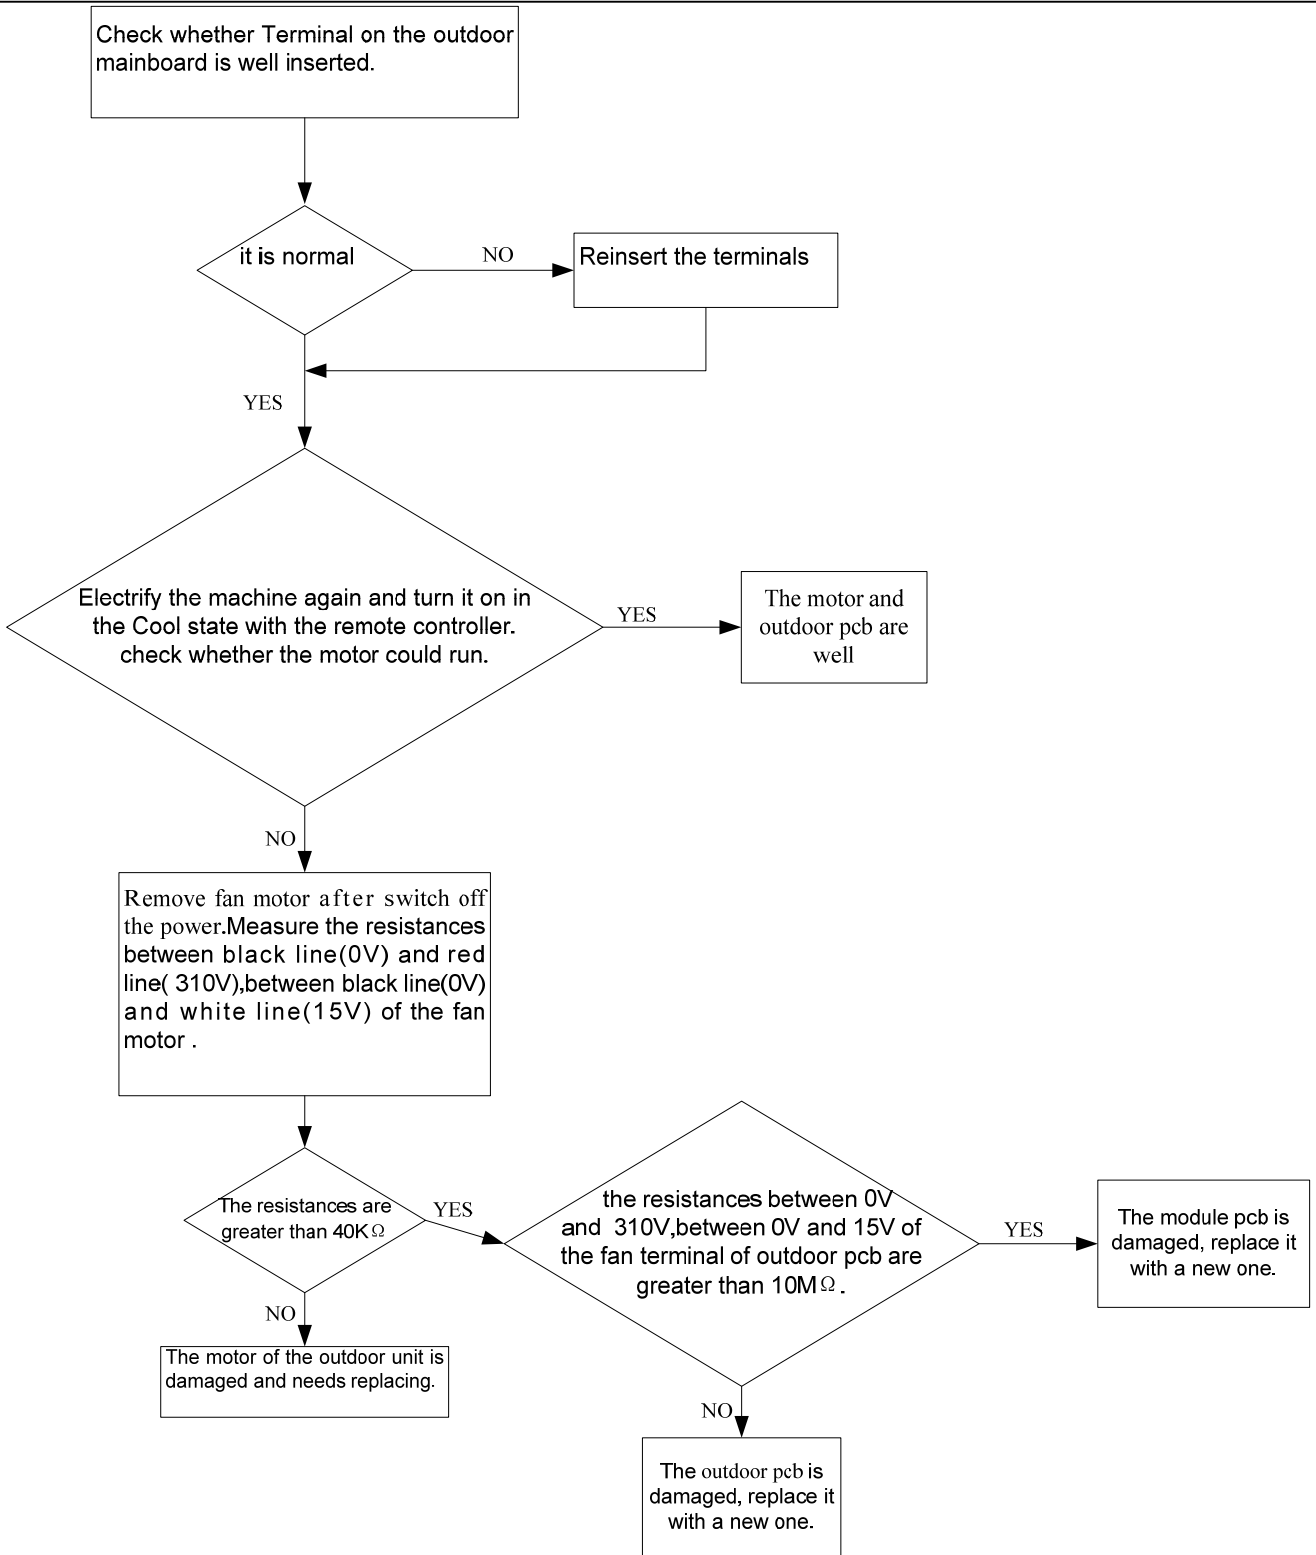 Check whether Terminal on the outdoor
mainboard is well inserted.
it is normal
NO
Reinsert the terminals
YES
Electrify the machine again and turn it on in
the Cool state with the remote controller.
check whether the motor could run.
YES
The motor and
outdoor pcb are
well
NO
Remove fan motor after switch off
the power.Measure the resistances
between black line(0V) and red
line( 310V),between black line(0V)
and white line(15V) of the fan
motor .
The resistances are
greater than 40KΩ
YES
the resistances between 0V
and 310V,between 0V and 15V of
the fan terminal of outdoor pcb are
greater than 10MΩ.
YES
The module pcb is
damaged, replace it
with a new one.
NO
The motor of the outdoor unit is
damaged and needs replacing.
NO
The outdoor pcb is
damaged, replace it
with a new one.